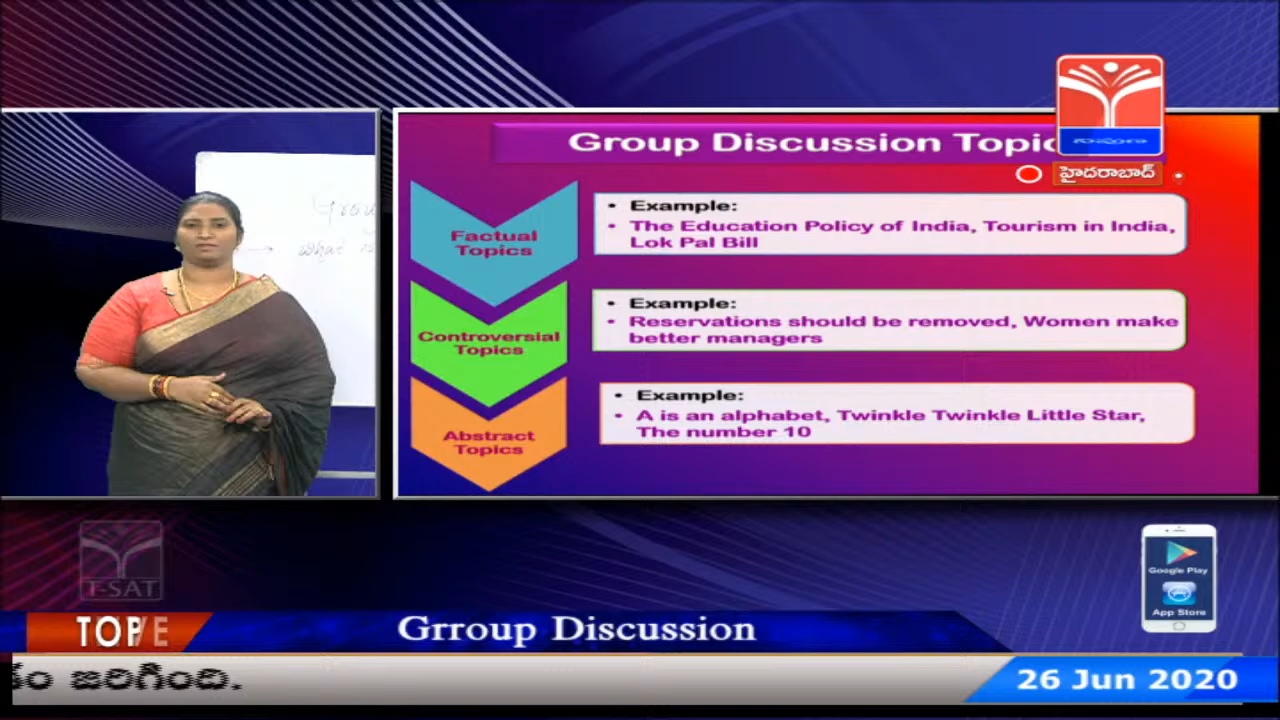 Group Discussion Topic
నిపుణ
హైదరాబాద్
Factual
Topics
• Example:
• The Education Policy of India, Tourism in India,
Lok Pal Bill
Controversial
Topics
• Example:
• Reservations should be removed, Women make
better managers
Abstract
Topics
• Example:
• A is an alphabet, Twinkle Twinkle Little Star,
The number 10
What is
T-SAT
Google Play
App Store
Grroup Discussion
జరిగింది.
26 Jun 2020